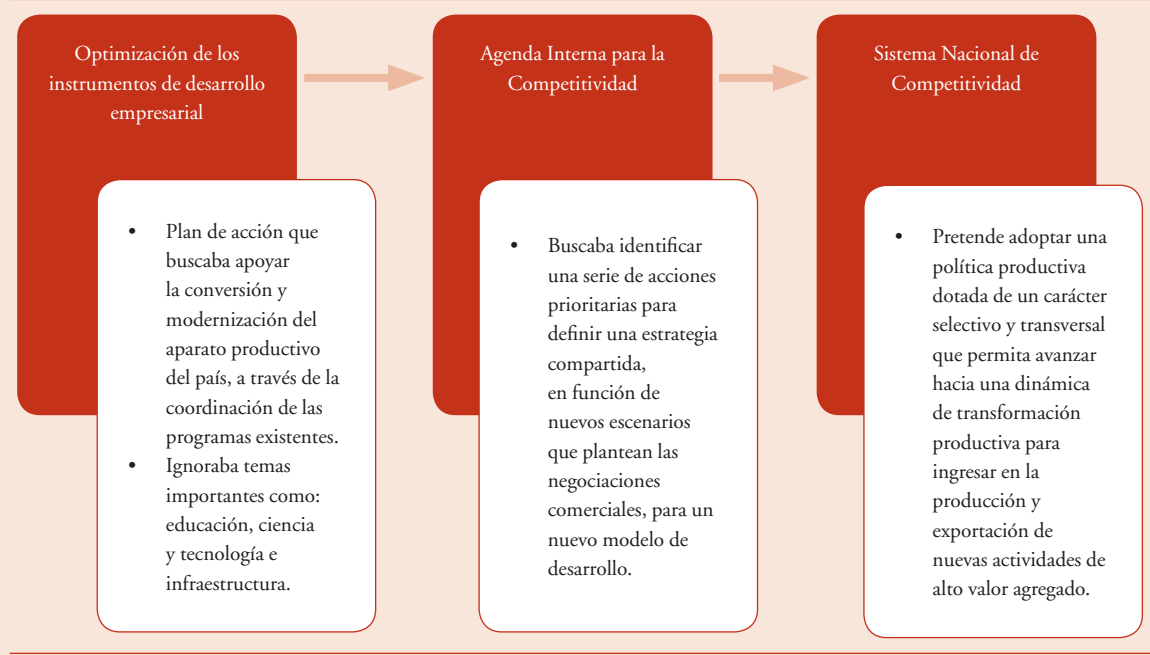 Optimización de los
instrumentos de desarrollo
empresarial
• Plan de acción que
buscaba apoyar
la conversión y
modernización del
aparato productivo
del país, a través de la
coordinación de las
programas existentes.
• Ignoraba temas
importantes como:
educación, ciencia
y tecnología e
infraestructura.
Agenda Interna para la
Competitividad
• Buscaba identificar
una serie de acciones
prioritarias para
definir una estrategia
compartida,
en función de
nuevos escenarios
que plantean las
negociaciones
comerciales, para un
nuevo modelo de
desarrollo.
Sistema Nacional de
Competitividad
• Pretende adoptar una
política productiva
dotada de un carácter
selectivo y transversal
que permita avanzar
hacia una dinámica
de transformación
productiva para
ingresar en la
producción y
exportación de
nuevas actividades de
alto valor agregado.